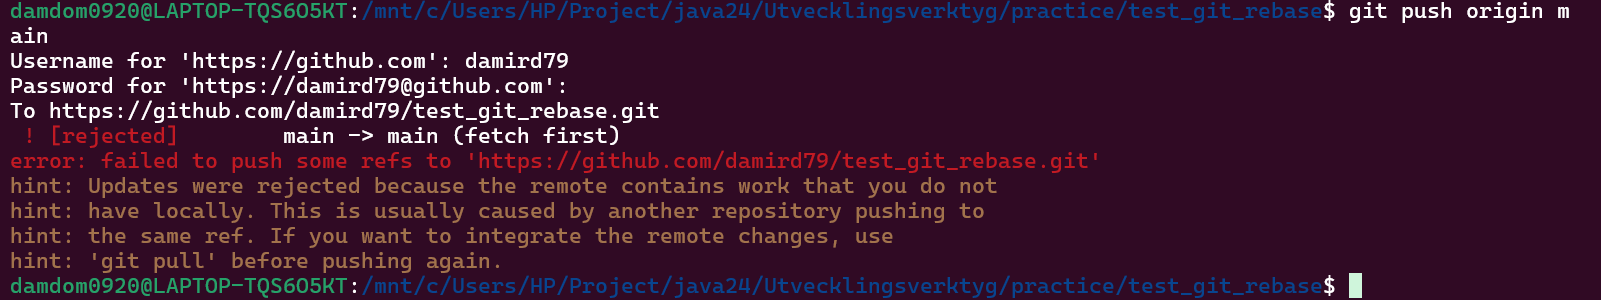 damdom0920@LAPTOP-TQS6O5KT:/mnt/c/Users/HP/Project/java24/Utvecklingsverktyg/practice/test_git_rebase$ git push origin m
ain
Username for 'https://github.com': damird79
Password for 'https://damird79@github.com':
To https://github.com/damird79/test_git_rebase.git
 ! [rejected]        main -> main (fetch first)
error: failed to push some refs to 'https://github.com/damird79/test_git_rebase.git'
hint: Updates were rejected because the remote contains work that you do not
hint: have locally. This is usually caused by another repository pushing to
hint: the same ref. If you want to integrate the remote changes, use
hint: 'git pull' before pushing again.
damdom0920@LAPTOP-TQS6O5KT:/mnt/c/Users/HP/Project/java24/Utvecklingsverktyg/practice/test_git_rebase$